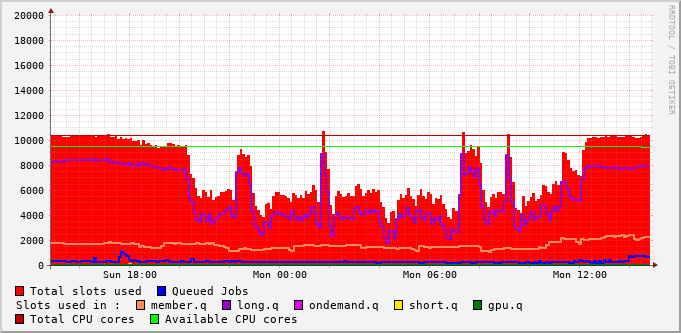 RRDTOOL / TOBI OETIKER
20000
18000
16000
14000
12000
10000
8000
6000
4000
2000
0
Sun 18:00 Mon 00:00 Mon 06:00 Mon 12:00
Total slots used Queued Jobs
Slots used in : member.q long.q ondemand.q short.q gpu.q
Total CPU cores Available CPU cores